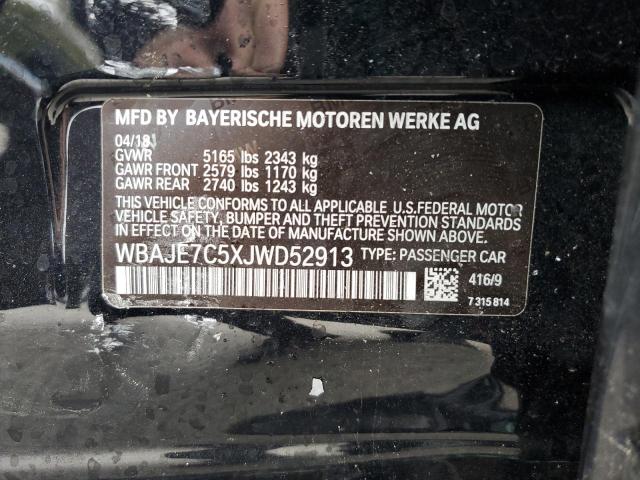 MFD BY BAYERISCHE MOTOREN WERKE AG
04/18
GVWR 5165 lbs 2343 kg
GAWR FRONT 2579 lbs 1170 kg
GAWR REAR 2740 lbs 1243 kg
THIS VEHICLE CONFORMS TO ALL APPLICABLE U.S.FEDERAL MOTOR
VEHICLE SAFETY, BUMPER AND THEFT PREVENTION STANDARDS
IN EFFECT ON THE DATE OF MANUFACTURE SHOWN ABOVE.
WBAJE7C5XJWD52913 TYPE: PASSENGER CAR
416/9
7 315 814